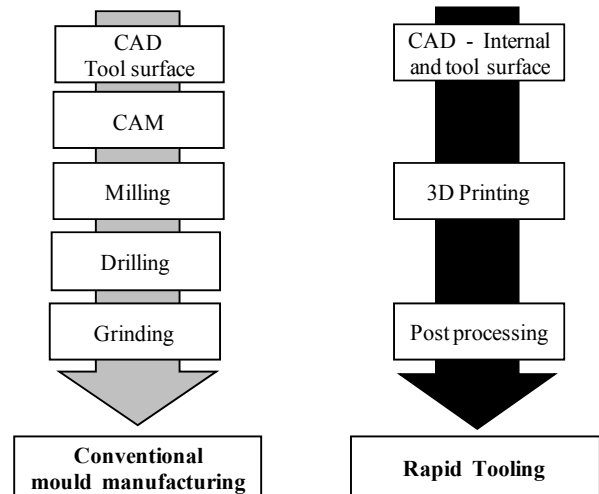 CAD
Tool surface
CAM
Milling
Drilling
Grinding
Conventional
mould manufacturing
CAD - Internal
and tool surface
3D Printing
Post processing
Rapid Tooling